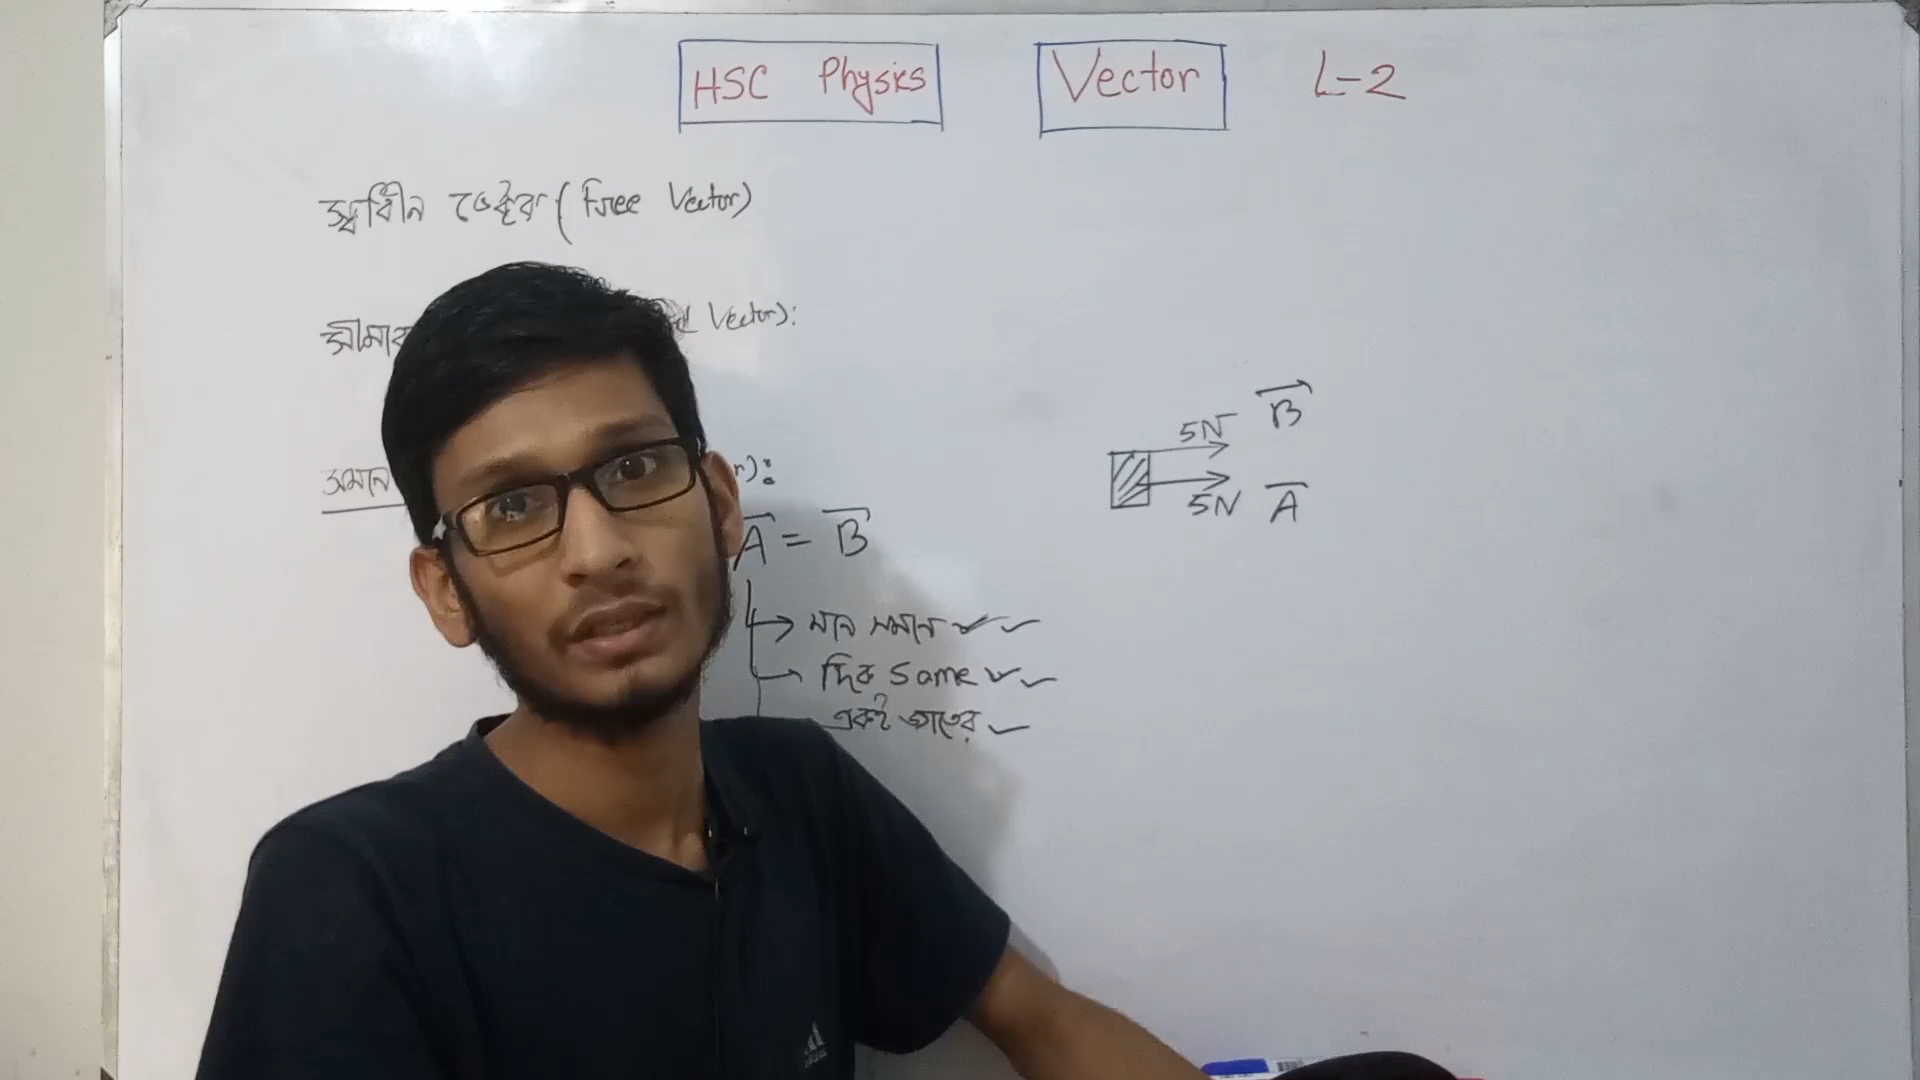 HSC Physics Vector L-2
স্বাধীন ভেক্টর (Free Vector)
Vector):
5N B
5N A
A = B
মান সমান
দিক same
একই জাতের